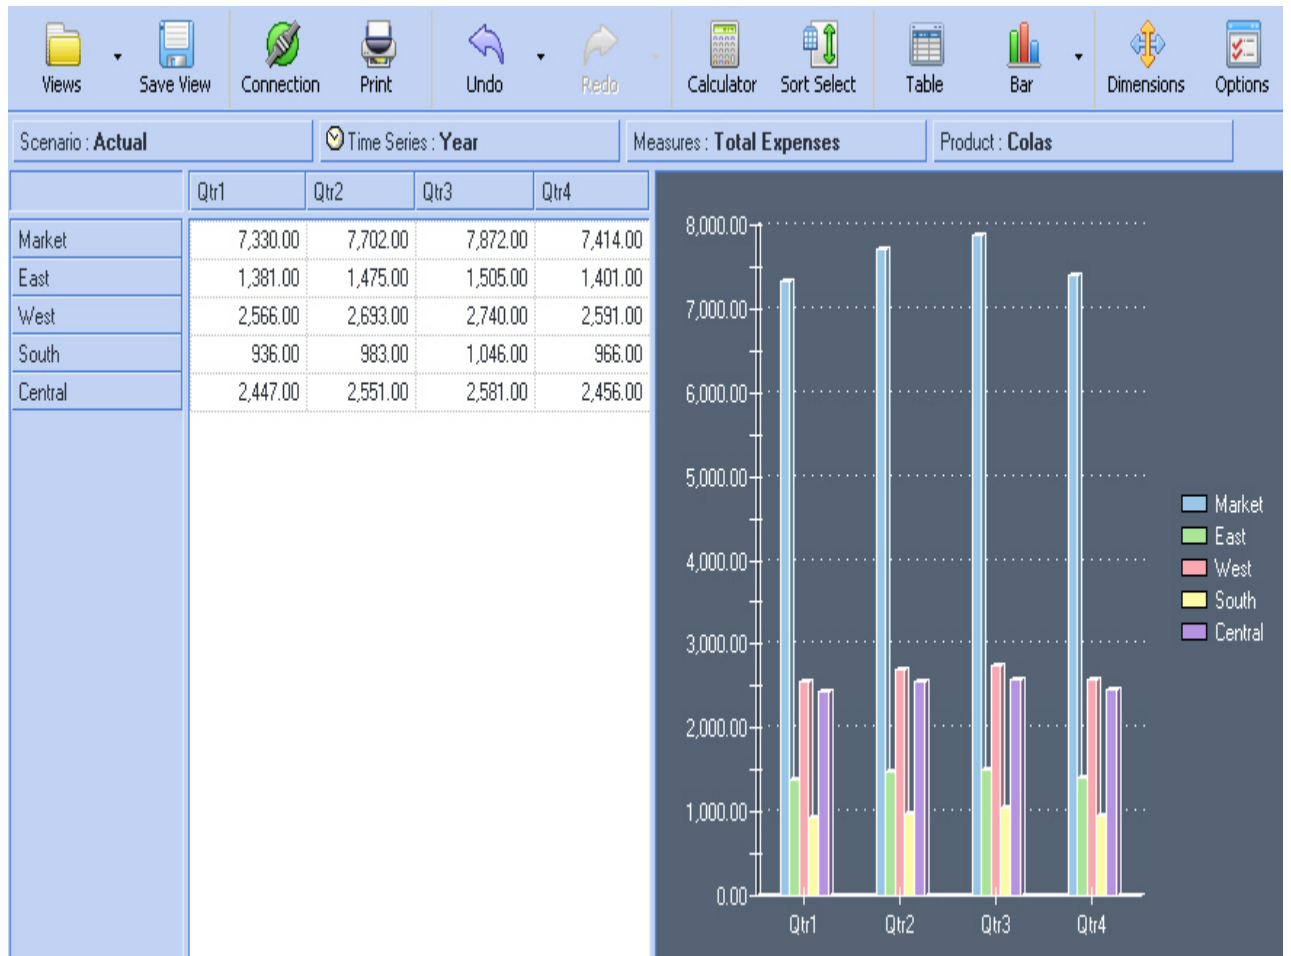 Views Save View Connection Print Undo Redo Calculator Sort Select Table Bar Dimensions Options
Scenario : Actual Time Series : Year Measures : Total Expenses Product : Colas
Qtr1 Qtr2 Qtr3 Qtr4
Market 7,330.00 7,702.00 7,872.00 7,414.00
East 1,381.00 1,475.00 1,505.00 1,401.00
West 2,566.00 2,693.00 2,740.00 2,591.00
South 936.00 983.00 1,046.00 966.00
Central 2,447.00 2,551.00 2,581.00 2,456.00
8,000.00
7,000.00
6,000.00
5,000.00
4,000.00
3,000.00
2,000.00
1,000.00
0.00
Qtr1 Qtr2 Qtr3 Qtr4
Market
East
West
South
Central